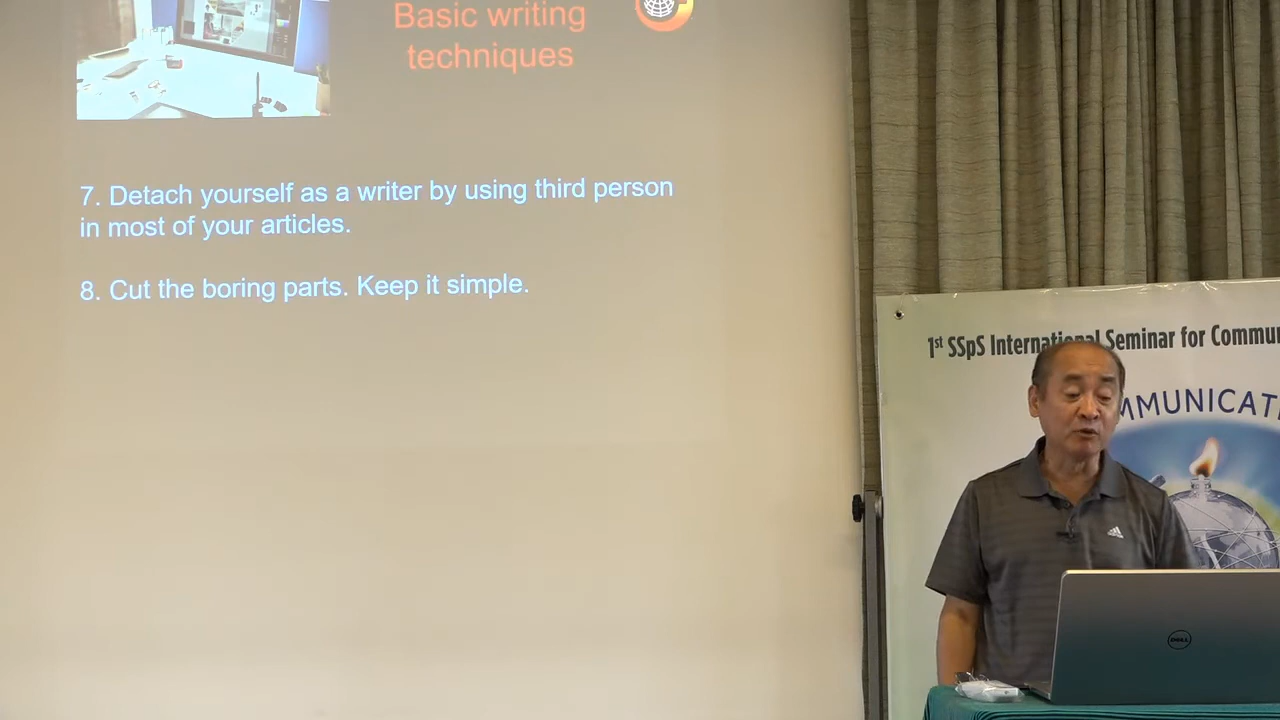 Basic writing
techniques
7. Detach yourself as a writer by using third person
in most of your articles.
8. Cut the boring parts. Keep it simple.
1st SSpS International Seminar for Commu
MMUNICAT
DELL